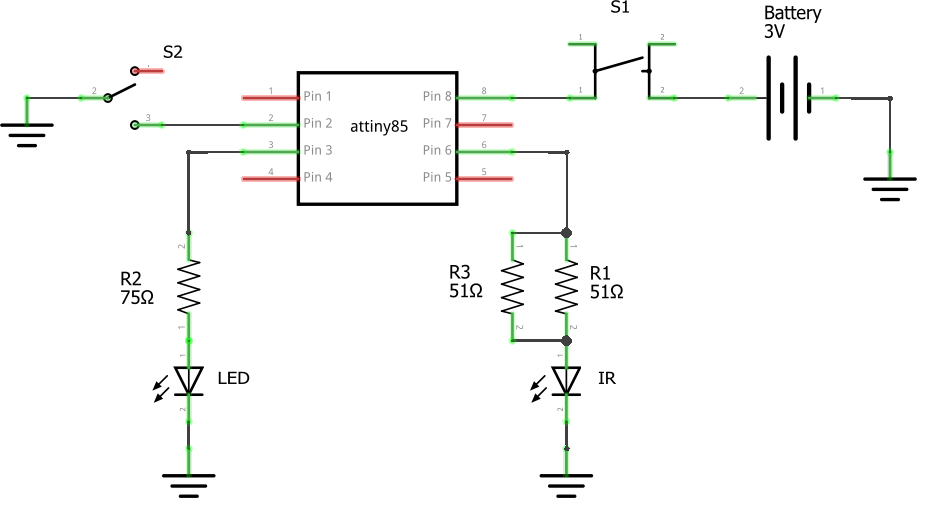 S1
Battery
3V
S2
1
2
2
1
1
2
2
1
2
3
attiny85
1
Pin 1
2
Pin 2
3
Pin 3
4
Pin 4
Pin 8
8
Pin 7
7
Pin 6
6
Pin 5
5
2
R2
75Ω
1
1
LED
2
1
R3
51Ω
2
1
R1
51Ω
2
1
IR
2